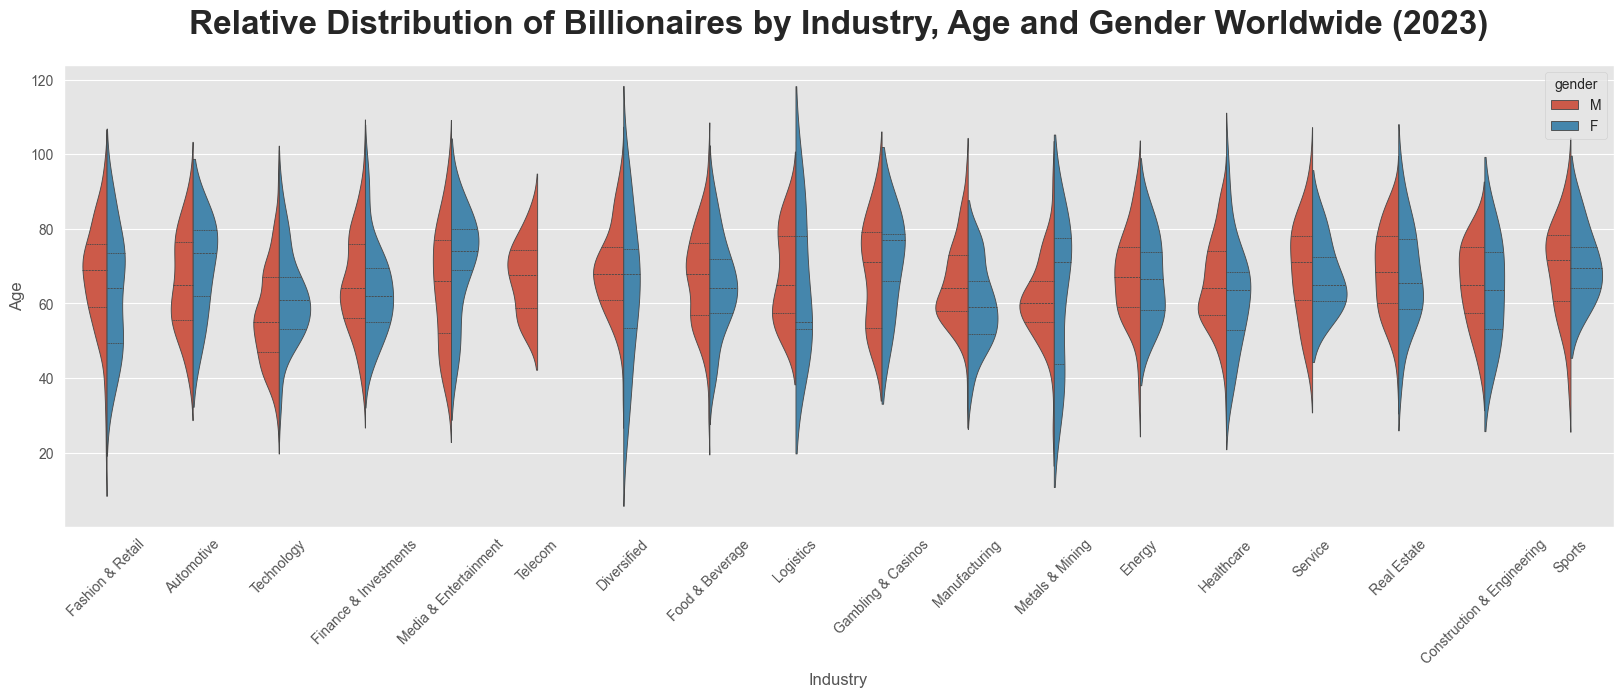 Relative Distribution of Billionaires by Industry, Age and Gender Worldwide (2023)
gender
M
F
Age
120
100
80
60
40
20
Fashion & Retail
Automotive
Technology
Finance & Investments
Media & Entertainment
Telecom
Diversified
Food & Beverage
Logistics
Gambling & Casinos
Manufacturing
Metals & Mining
Energy
Healthcare
Service
Real Estate
Construction & Engineering
Sports
Industry